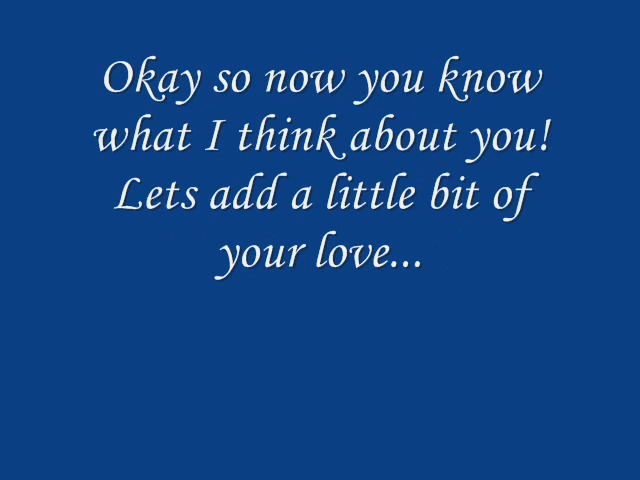 Okay so now you know
what I think about you!
Lets add a little bit of
your love...